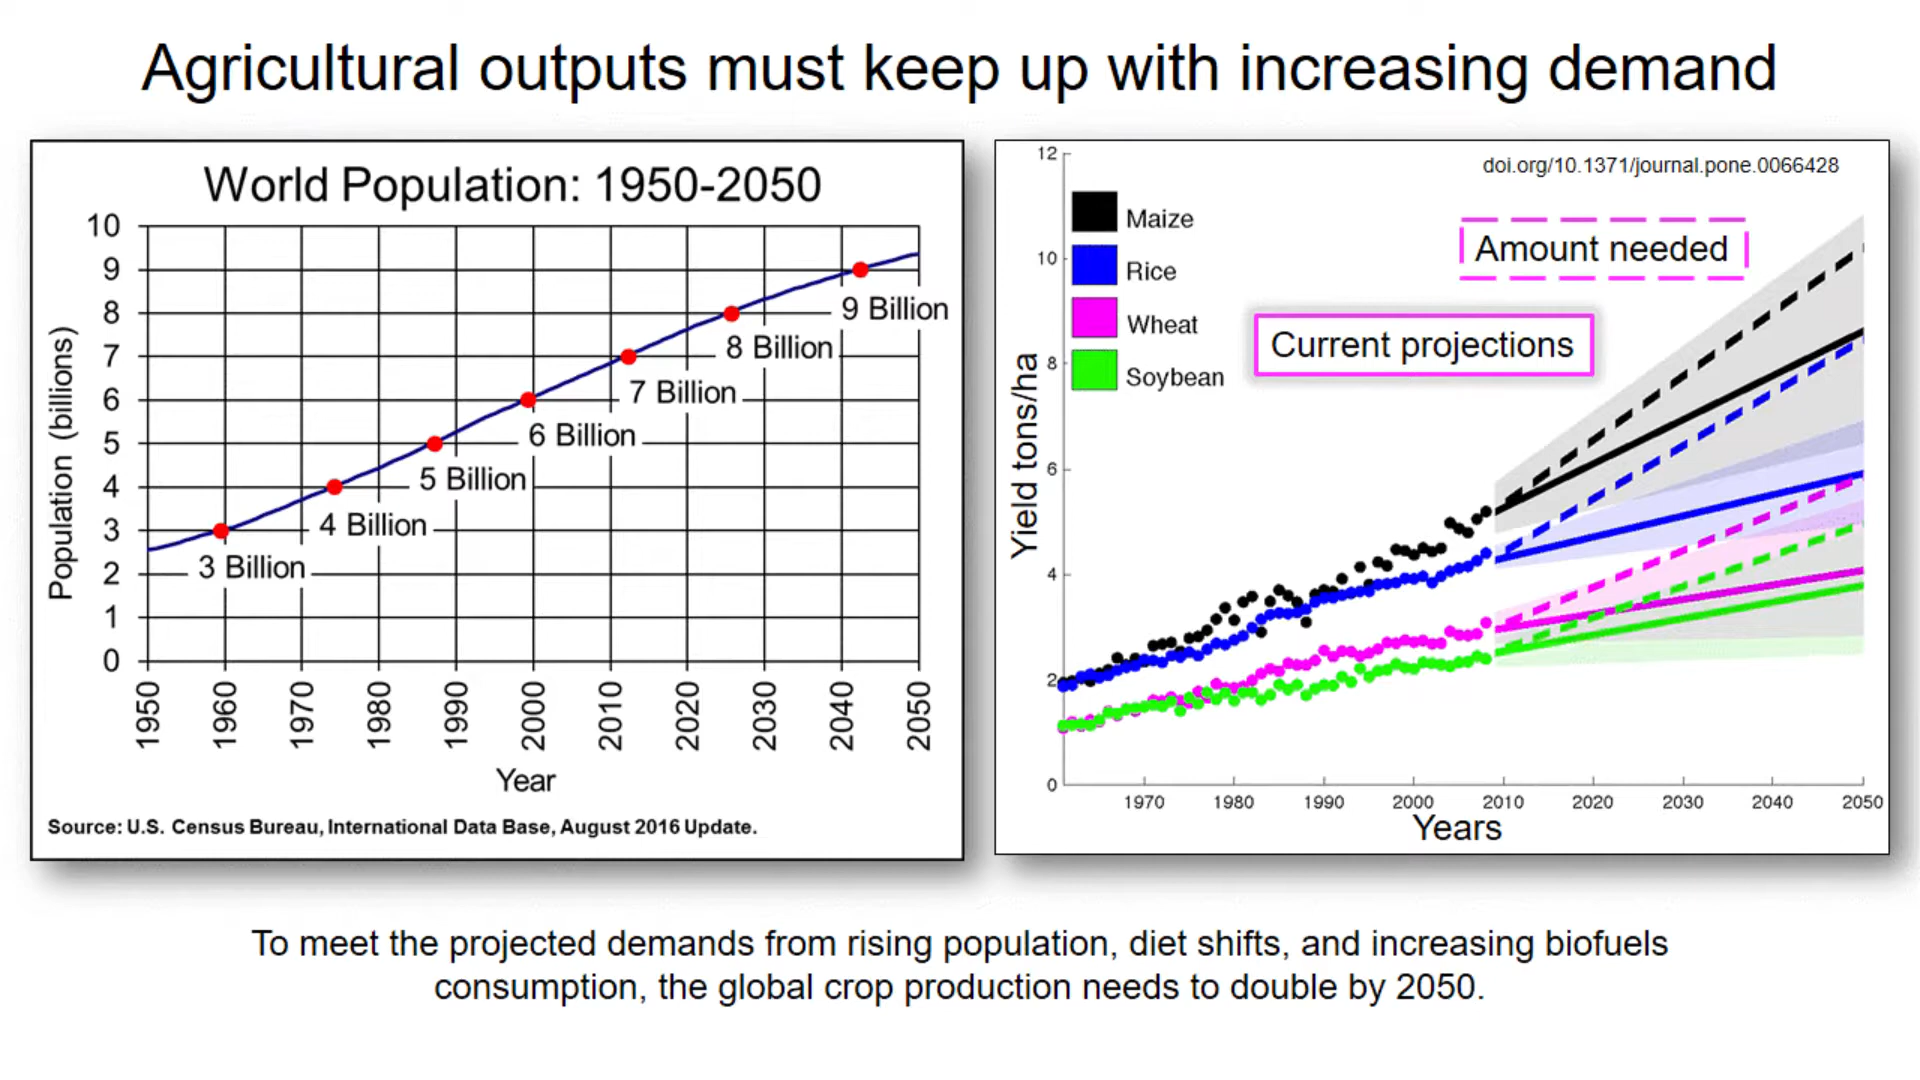 Agricultural outputs must keep up with increasing demand
World Population: 1950-2050
Population (billions)
10
9
8
7
6
5
4
3
2
1
0
3 Billion
4 Billion
5 Billion
6 Billion
7 Billion
8 Billion
9 Billion
1950 1960 1970 1980 1990 2000 2010 2020 2030 2040 2050
Year
Source: U.S. Census Bureau, International Data Base, August 2016 Update.
doi.org/10.1371/journal.pone.0066428
Maize
Rice
Wheat
Soybean
Amount needed
Current projections
Yield tons/ha
12
10
8
6
4
2
0
1970 1980 1990 2000 2010 2020 2030 2040 2050
Years
To meet the projected demands from rising population, diet shifts, and increasing biofuels
consumption, the global crop production needs to double by 2050.